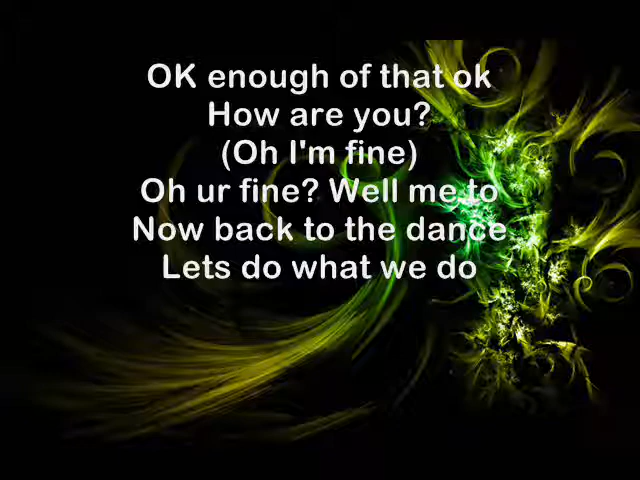 OK enough of that ok
How are you?
(Oh I'm fine)
Oh ur fine? Well me to
Now back to the dance
Lets do what we do